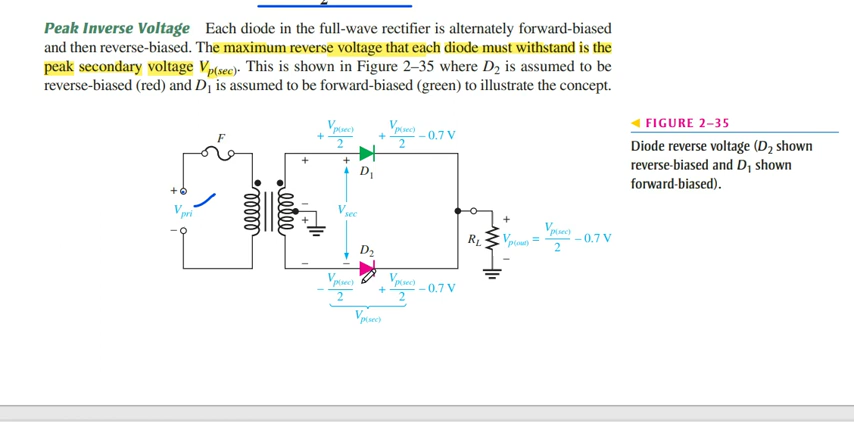 Peak Inverse Voltage Each diode in the full-wave rectifier is alternately forward-biased
and then reverse-biased. The maximum reverse voltage that each diode must withstand is the
peak secondary voltage Vp(sec). This is shown in Figure 2–35 where D2 is assumed to be
reverse-biased (red) and D1 is assumed to be forward-biased (green) to illustrate the concept.
◄ FIGURE 2–35
Diode reverse voltage (D2 shown
reverse-biased and D1 shown
forward-biased).
F
+ Vp(sec)/2
+ Vp(sec)/2 – 0.7 V
+ +
D1
+
Vpri
–
–
+
Vsec
+
RL
Vp(out) = Vp(sec)/2 – 0.7 V
–
D2
– –
– Vp(sec)/2
+ Vp(sec)/2 – 0.7 V
Vp(sec)